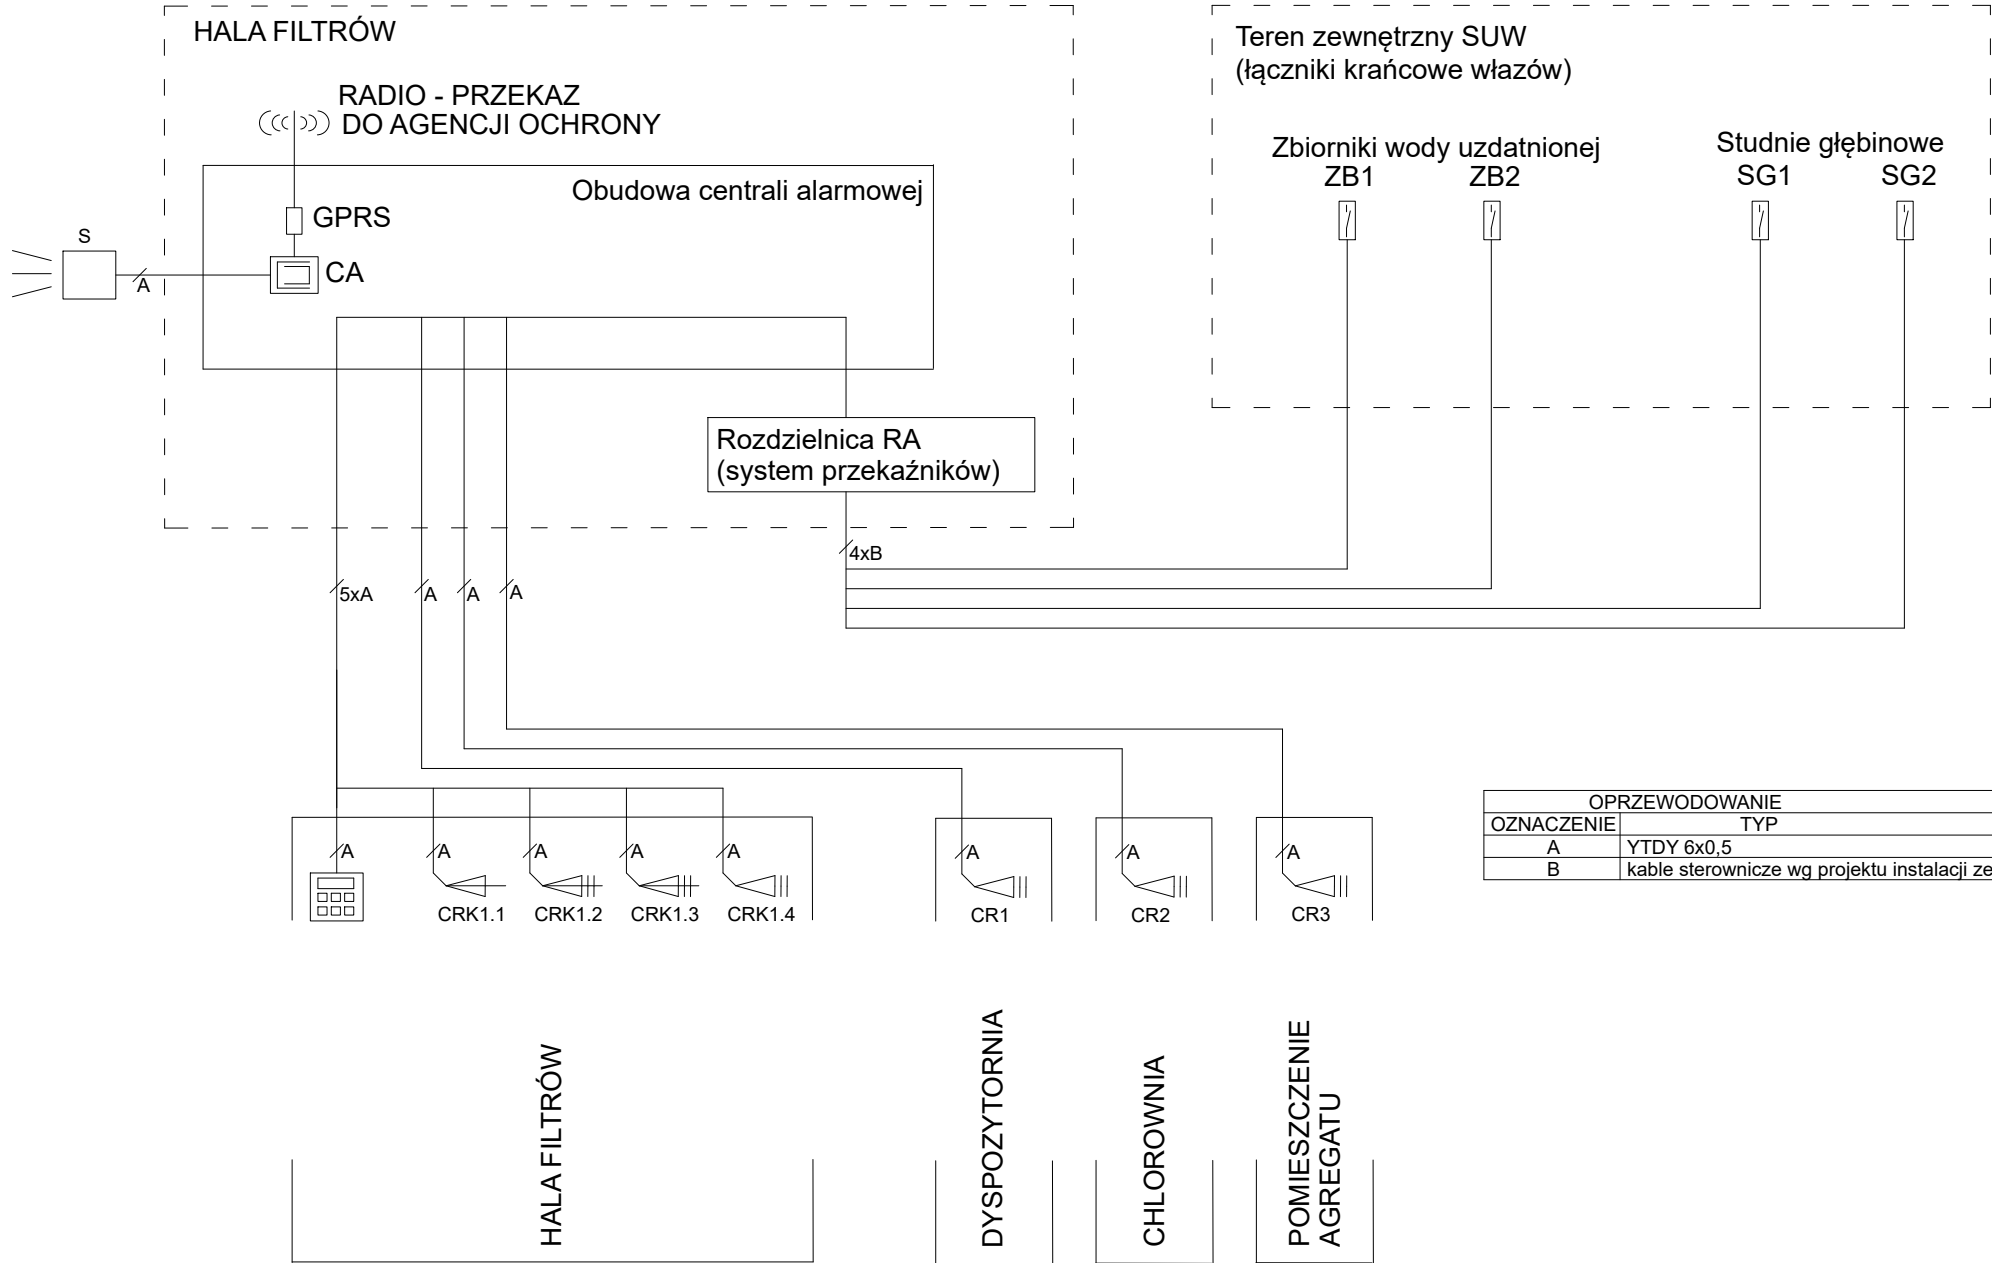 HALA FILTRÓW
RADIO - PRZEKAZ
DO AGENCJI OCHRONY
Obudowa centrali alarmowej
GPRS
S
CA
A
Rozdzielnica RA
(system przekaźników)
Teren zewnętrzny SUW
(łączniki krańcowe włazów)
Zbiorniki wody uzdatnionej
ZB1 ZB2
Studnie głębinowe
SG1 SG2
4xB
5xA A A A
OPRZEWODOWANIE
OZNACZENIE TYP
A YTDY 6x0,5
B kable sterownicze wg projektu instalacji ze
A A A A A A A A
CRK1.1 CRK1.2 CRK1.3 CRK1.4 CR1 CR2 CR3
HALA FILTRÓW
DYSPOZYTORNIA
CHLOROWNIA
POMIESZCZENIE
AGREGATU